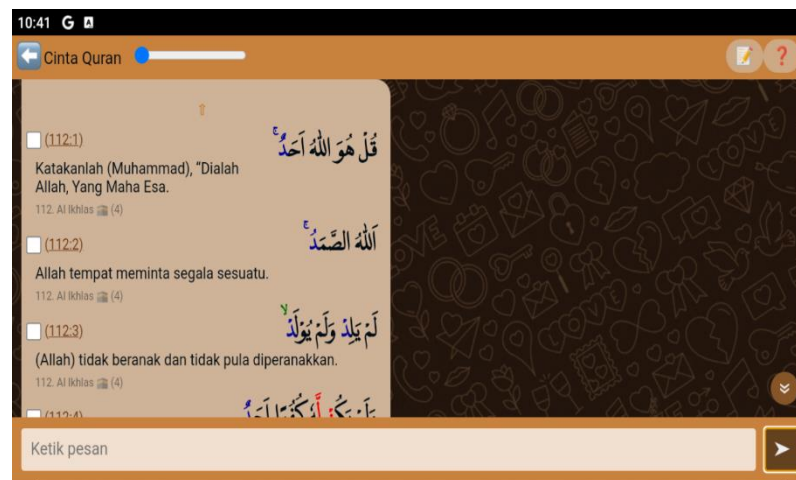 10:41 G A
Cinta Quran
(112:1)
قُلْ هُوَ اللّٰهُ اَحَدٌۚ
Katakanlah (Muhammad), “Dialah
Allah, Yang Maha Esa.
112. Al Ikhlas 🕋 (4)
(112:2)
اَللّٰهُ الصَّمَدُۚ
Allah tempat meminta segala sesuatu.
112. Al Ikhlas 🕋 (4)
(112:3)
لَمْ يَلِدْ وَلَمْ يُوْلَدْۙ
(Allah) tidak beranak dan tidak pula diperanakkan.
112. Al Ikhlas 🕋 (4)
(112:4)
Ketik pesan